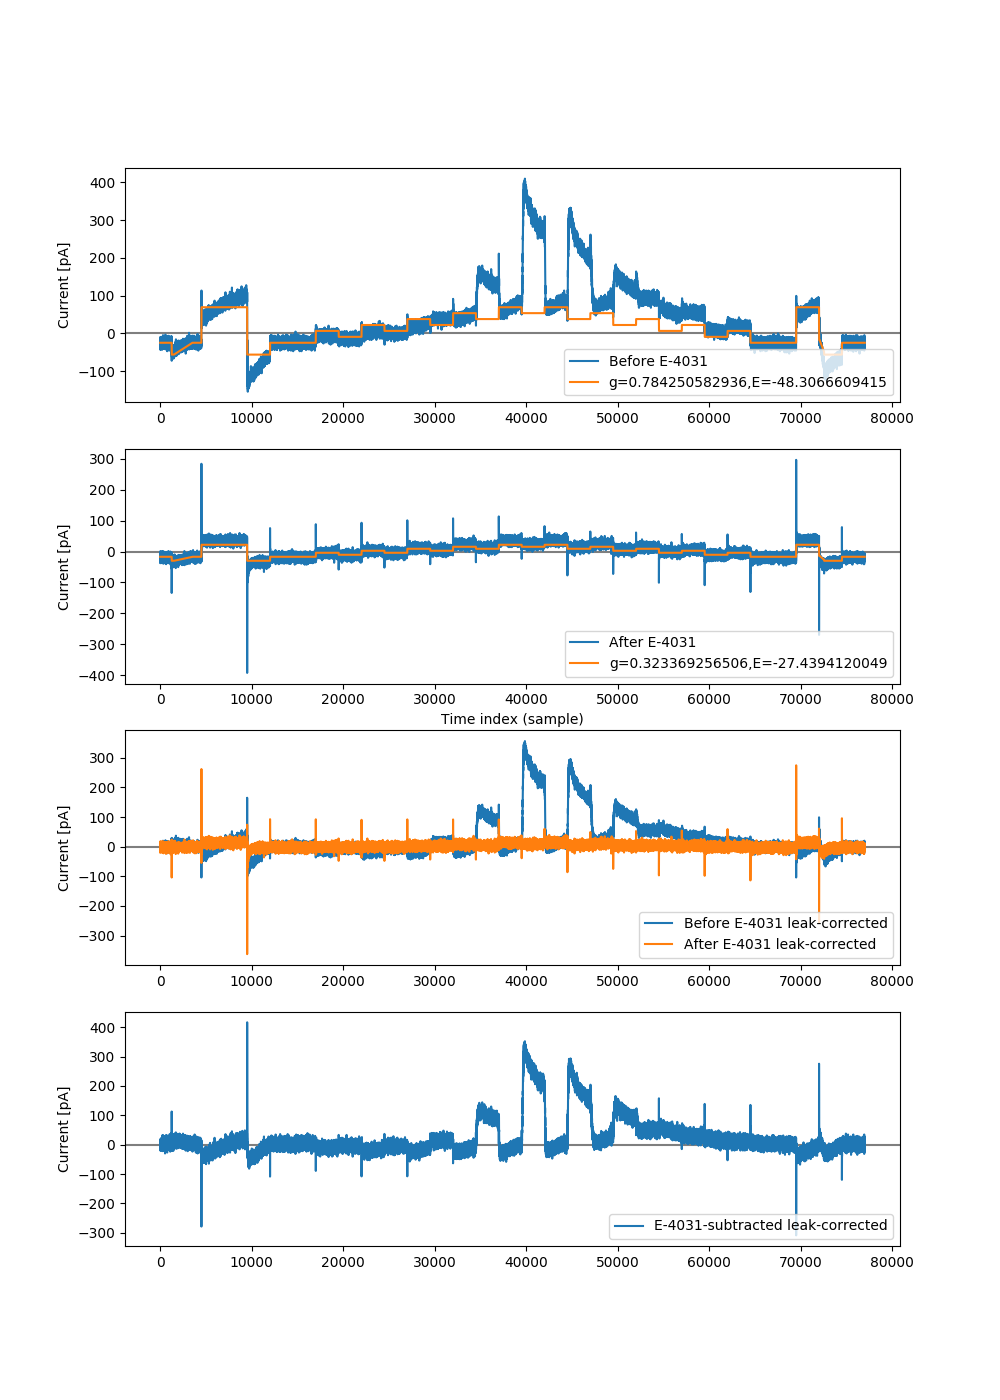 400
300
200
100
0
−100
Current [pA]
Before E-4031
g=0.784250582936,E=-48.3066609415
0 10000 20000 30000 40000 50000 60000 70000 80000
300
200
100
0
−100
−200
−300
−400
Current [pA]
After E-4031
g=0.323369256506,E=-27.4394120049
0 10000 20000 30000 40000 50000 60000 70000 80000
Time index (sample)
300
200
100
0
−100
−200
−300
Current [pA]
Before E-4031 leak-corrected
After E-4031 leak-corrected
0 10000 20000 30000 40000 50000 60000 70000 80000
400
300
200
100
0
−100
−200
−300
Current [pA]
E-4031-subtracted leak-corrected
0 10000 20000 30000 40000 50000 60000 70000 80000